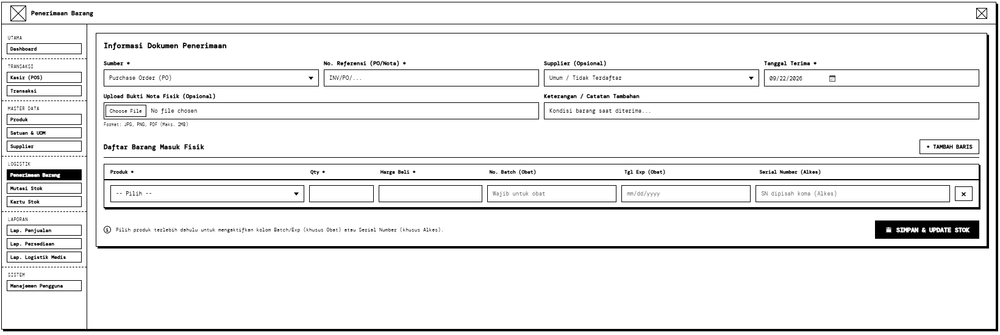 Penerimaan Barang
UTAMA
Dashboard
TRANSAKSI
Kasir (POS)
Transaksi
MASTER DATA
Produk
Satuan & UOM
Supplier
LOGISTIK
Penerimaan Barang
Mutasi Stok
Kartu Stok
LAPORAN
Lap. Penjualan
Lap. Persediaan
Lap. Logistik Medis
SISTEM
Manajemen Pengguna
Informasi Dokumen Penerimaan
Sumber * No. Referensi (PO/Nota) * Supplier (Opsional) Tanggal Terima *
Purchase Order (PO) INV/PO/... Umum / Tidak Terdaftar 09/22/2026
Upload Bukti Nota Fisik (Opsional) Keterangan / Catatan Tambahan
Choose File No file chosen Kondisi barang saat diterima...
Format: JPG, PNG, PDF (Maks. 2MB)
Daftar Barang Masuk Fisik + TAMBAH BARIS
Produk * Qty * Harga Beli * No. Batch (Obat) Tgl Exp (Obat) Serial Number (Alkes)
-- Pilih -- Wajib untuk obat mm/dd/yyyy SN dipisah koma (Alkes) ×
Pilih produk terlebih dahulu untuk mengaktifkan kolom Batch/Exp (khusus Obat) atau Serial Number (khusus Alkes). SIMPAN & UPDATE STOK